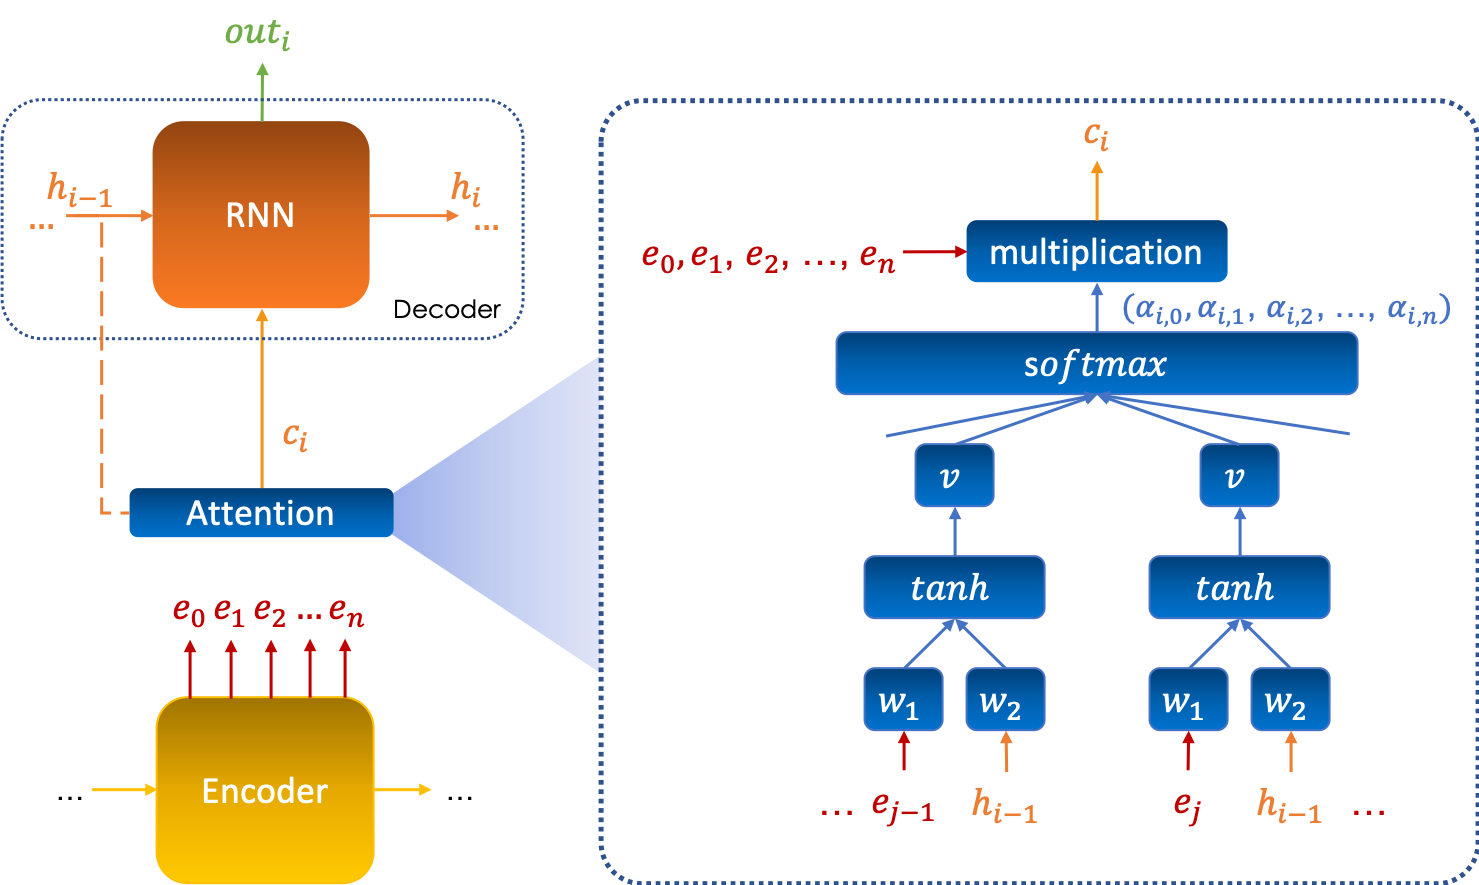 out_i
h_{i-1}
...
RNN
h_i
...
Decoder
c_i
Attention
e_0 e_1 e_2 ... e_n
...
Encoder
...
c_i
e_0, e_1, e_2, ..., e_n
multiplication
(α_{i,0}, α_{i,1}, α_{i,2}, ..., α_{i,n})
softmax
v v
tanh tanh
w_1 w_2 w_1 w_2
... e_{j-1} h_{i-1} e_j h_{i-1} ...